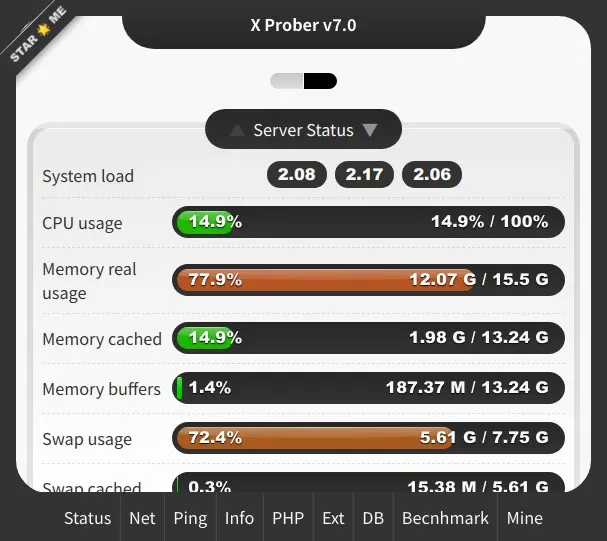 STAR 🌟 ME
X Prober v7.0
▲ Server Status ▼
System load 2.08 2.17 2.06
CPU usage 14.9% 14.9% / 100%
Memory real usage 77.9% 12.07 G / 15.5 G
Memory cached 14.9% 1.98 G / 13.24 G
Memory buffers 1.4% 187.37 M / 13.24 G
Swap usage 72.4% 5.61 G / 7.75 G
Swap cached 0.3% 15.38 M / 5.61 G
Status Net Ping Info PHP Ext DB Becnhmark Mine